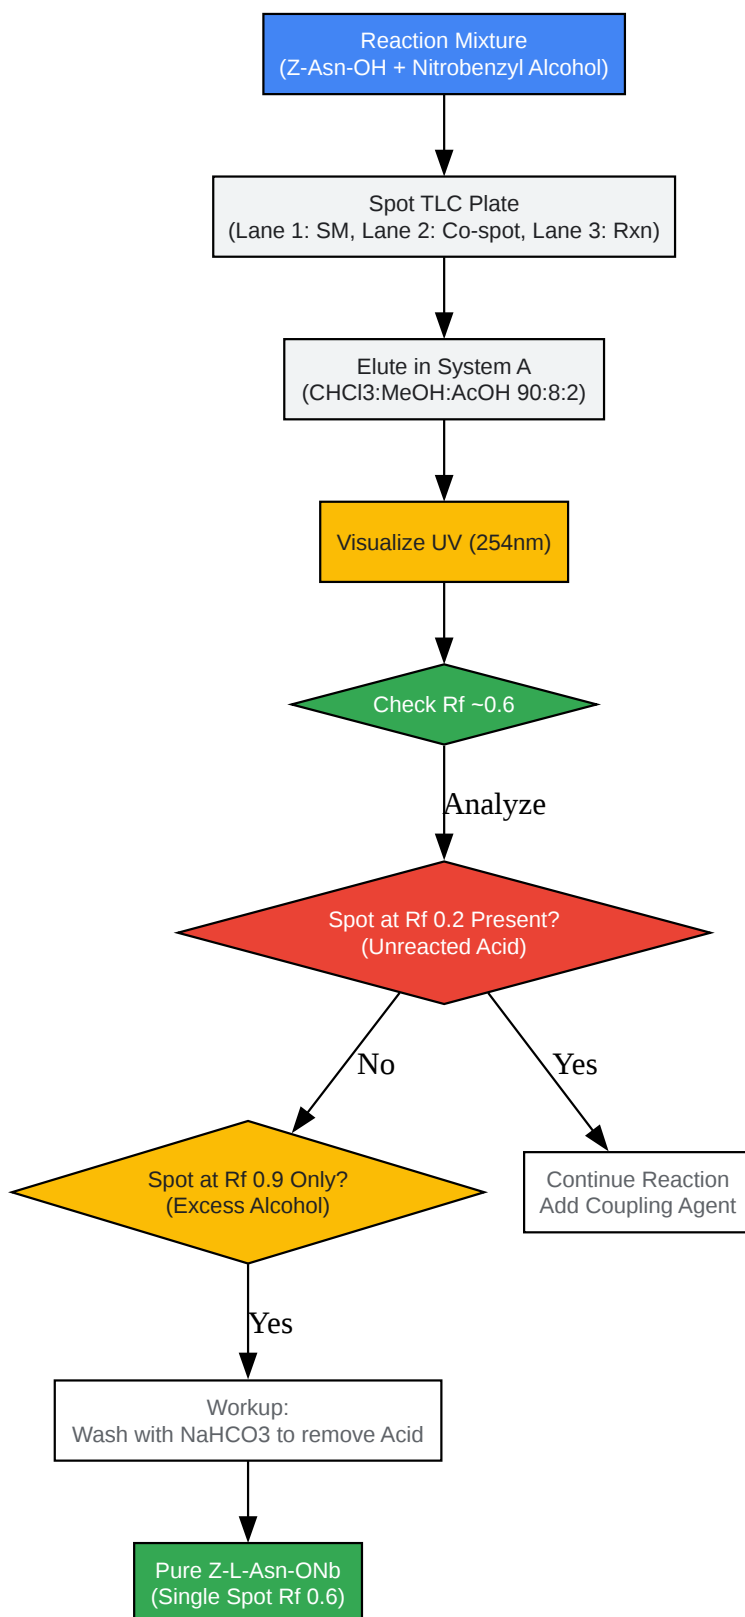 Reaction Mixture
(Z-Asn-OH + Nitrobenzyl Alcohol)
Spot TLC Plate
(Lane 1: SM, Lane 2: Co-spot, Lane 3: Rxn)
Elute in System A
(CHCl3:MeOH:AcOH 90:8:2)
Visualize UV (254nm)
Check Rf ~0.6
Analyze
Spot at Rf 0.2 Present?
(Unreacted Acid)
No
Yes
Spot at Rf 0.9 Only?
(Excess Alcohol)
Continue Reaction
Add Coupling Agent
Yes
Workup:
Wash with NaHCO3 to remove Acid
Pure Z-L-Asn-ONb
(Single Spot Rf 0.6)